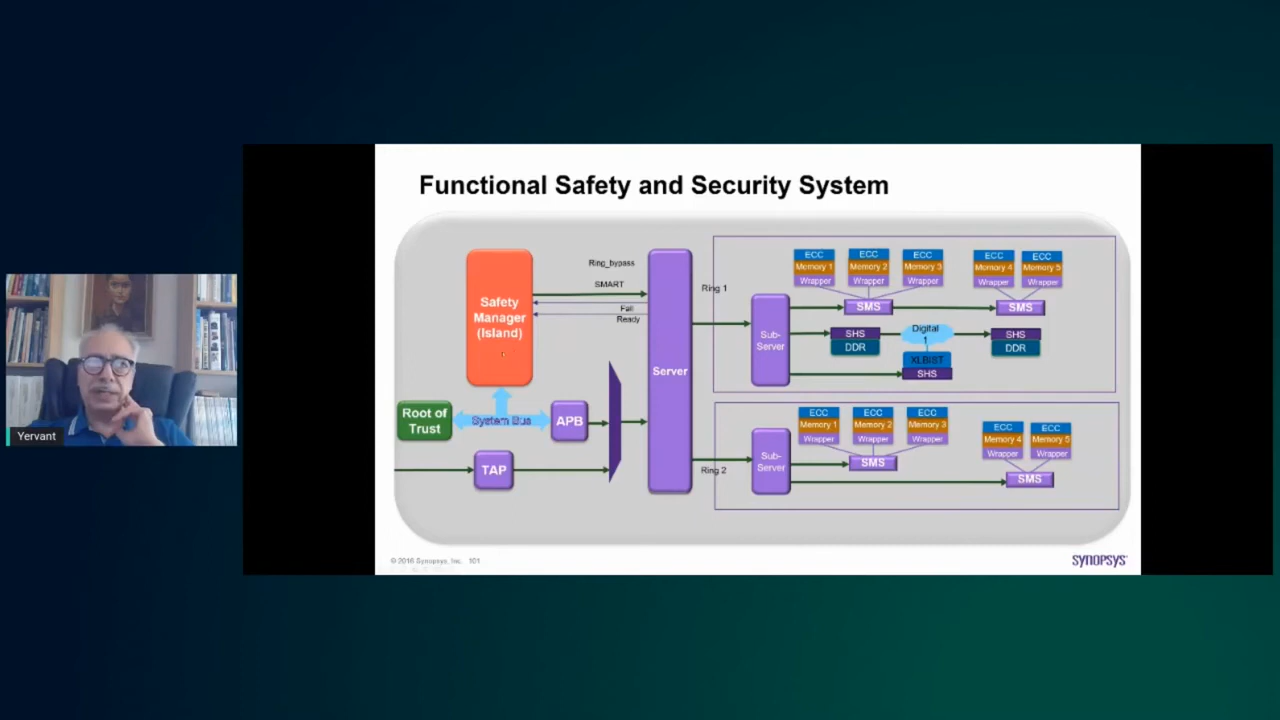 Functional Safety and Security System
Safety
Manager
(Island)
Ring_bypass
SMART
Fail
Ready
Root of
Trust
System Bus
APB
TAP
Server
Ring 1
Sub-
Server
ECC
Memory 1
Wrapper
ECC
Memory 2
Wrapper
ECC
Memory 3
Wrapper
SMS
ECC
Memory 4
Wrapper
ECC
Memory 5
Wrapper
SMS
SHS
DDR
Digital
1
SHS
DDR
XLBIST
SHS
Ring 2
Sub-
Server
ECC
Memory 1
Wrapper
ECC
Memory 2
Wrapper
ECC
Memory 3
Wrapper
SMS
ECC
Memory 4
Wrapper
ECC
Memory 5
Wrapper
SMS
© 2016 Synopsys, Inc. 101
SYNOPSYS
Yervant